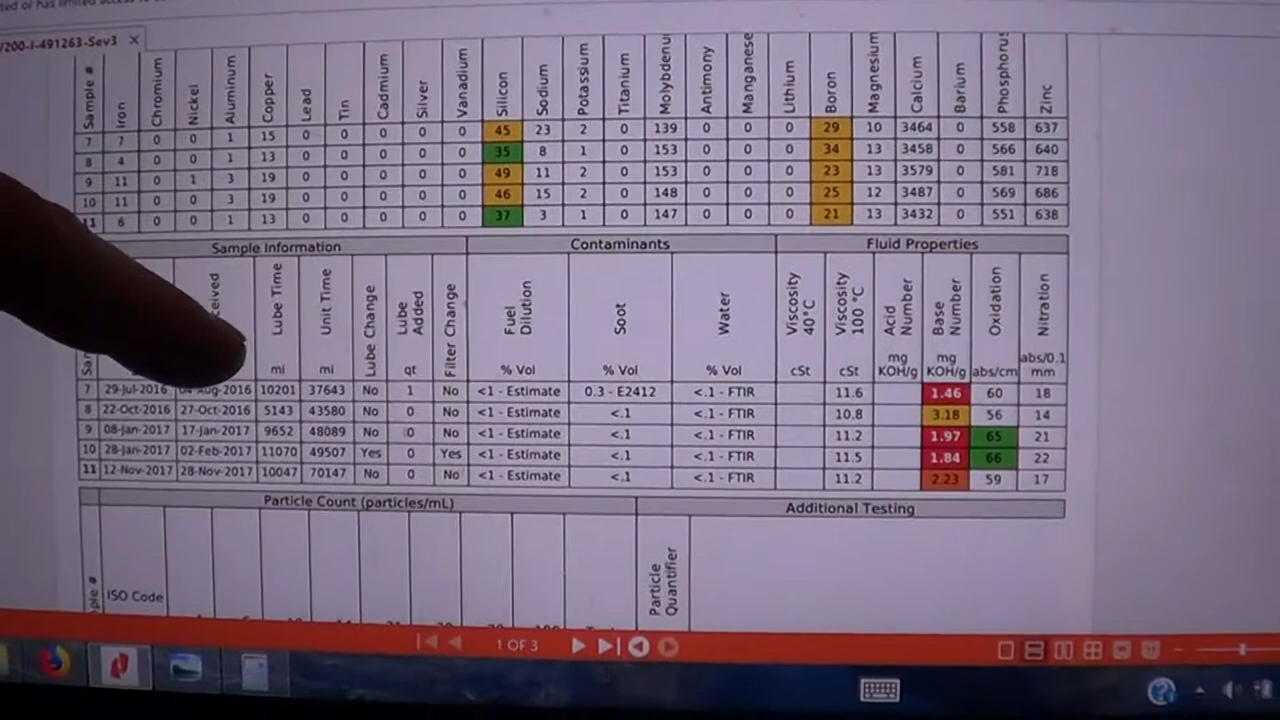 /200-I-491263-Sev3 ×
Sample # Iron Chromium Nickel Aluminum Copper Lead Tin Cadmium Silver Vanadium Silicon Sodium Potassium Titanium Molybdenu Antimony Manganese Lithium Boron Magnesium Calcium Barium Phosphorus Zinc
7 7 0 0 1 15 0 0 0 0 0 45 23 2 0 139 0 0 0 29 10 3464 0 558 637
8 4 0 0 1 13 0 0 0 0 0 35 8 1 0 153 0 0 0 34 13 3458 0 566 640
9 11 0 1 3 19 0 0 0 0 0 49 11 2 0 153 0 0 0 23 13 3579 0 581 718
10 11 0 0 3 19 0 0 0 0 0 46 15 2 0 148 0 0 0 25 12 3487 0 569 686
11 6 0 0 1 13 0 0 0 0 0 37 3 1 0 147 0 0 0 21 13 3432 0 551 638
Sample Information Contaminants Fluid Properties
Sam ceived Lube Time Unit Time Lube Change Lube Added Filter Change Fuel Dilution Soot Water Viscosity 40°C Viscosity 100 °C Acid Number Base Number Oxidation Nitration
mi mi qt % Vol % Vol % Vol cSt cSt mg KOH/g mg KOH/g abs/cm abs/0.1 mm
7 29-Jul-2016 04-Aug-2016 10201 37643 No 1 No <1 - Estimate 0.3 - E2412 <.1 - FTIR 11.6 1.46 60 18
8 22-Oct-2016 27-Oct-2016 5143 43580 No 0 No <1 - Estimate <.1 <.1 - FTIR 10.8 3.18 56 14
9 08-Jan-2017 17-Jan-2017 9652 48089 No 0 No <1 - Estimate <.1 <.1 - FTIR 11.2 1.97 65 21
10 28-Jan-2017 02-Feb-2017 11070 49507 Yes 0 Yes <1 - Estimate <.1 <.1 - FTIR 11.5 1.84 66 22
11 12-Nov-2017 28-Nov-2017 10047 70147 No 0 No <1 - Estimate <.1 <.1 - FTIR 11.2 2.23 59 17
Particle Count (particles/mL) Additional Testing
ple # ISO Code Particle Quantifier
1 OF 3